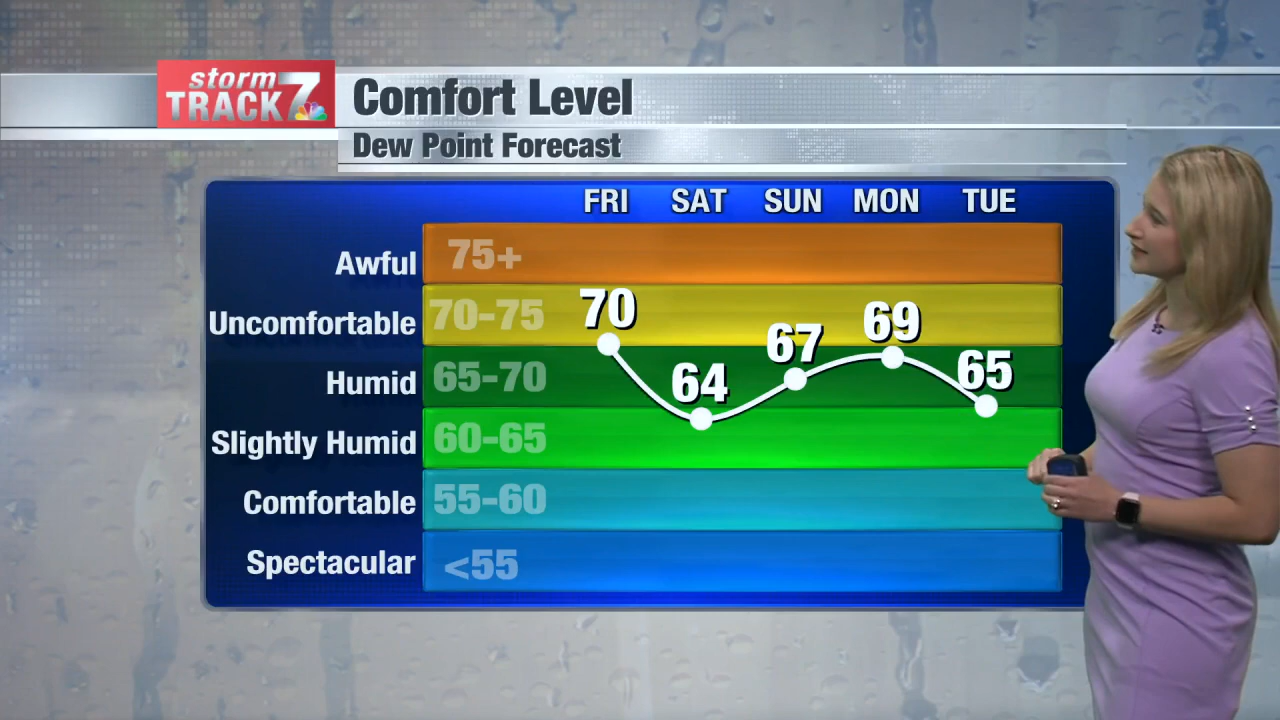 storm
TRACK 7
Comfort Level
Dew Point Forecast
FRI SAT SUN MON TUE
Awful 75+
Uncomfortable 70-75
Humid 65-70
Slightly Humid 60-65
Comfortable 55-60
Spectacular <55
70 64 67 69 65